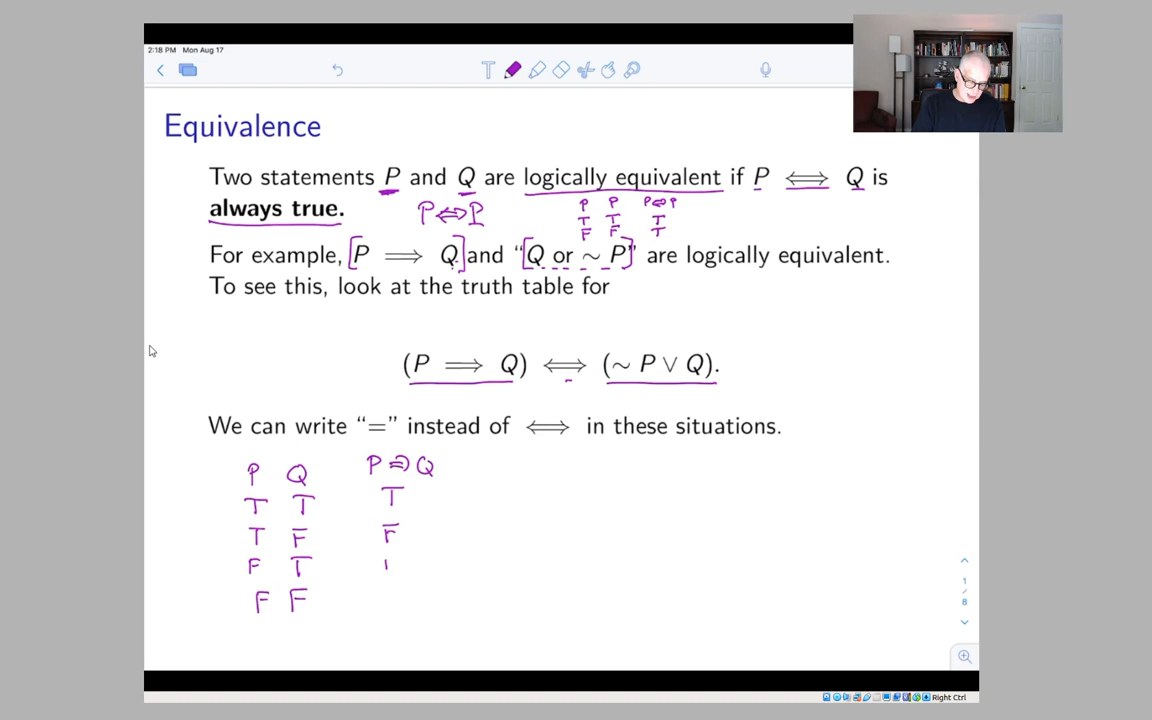 2:18 PM Mon Aug 17
Equivalence
Two statements P and Q are logically equivalent if P ⟺ Q is
always true.
P⇔P
P P P⇔P
T T T
F F T
For example, [P ⟹ Q] and “[Q or ∼ P]” are logically equivalent.
To see this, look at the truth table for
(P ⟹ Q) ⟺ (∼ P ∨ Q).
We can write “=” instead of ⟺ in these situations.
P Q P⇒Q
T T T
T F F
F T
F F
1
/
8
Right Ctrl